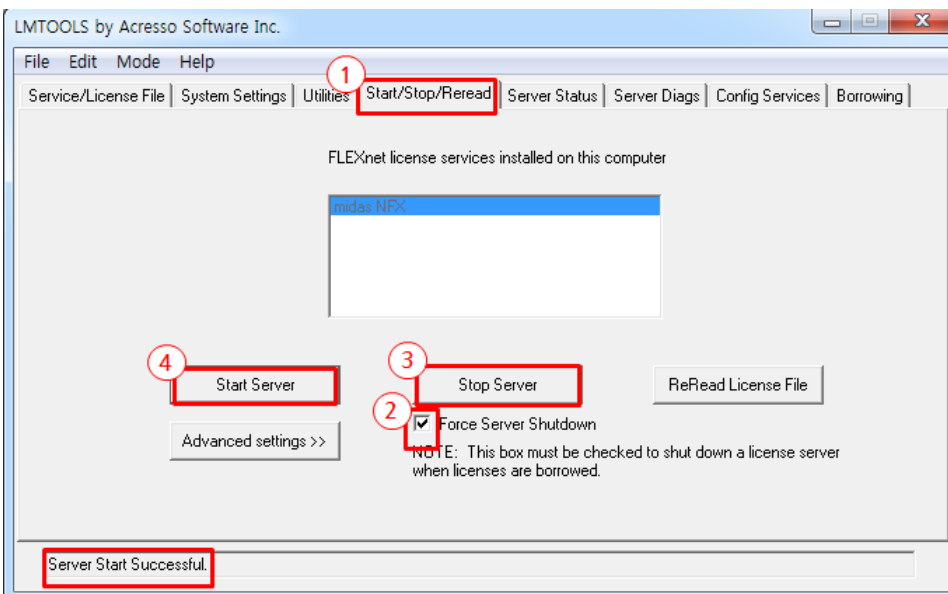 LMTOOLS by Acresso Software Inc.
File Edit Mode Help
1
Service/License File System Settings Utilities Start/Stop/Reread Server Status Server Diags Config Services Borrowing
FLEXnet license services installed on this computer
midas NFX
4
3
Start Server Stop Server ReRead License File
2
Force Server Shutdown
Advanced settings >>
NOTE: This box must be checked to shut down a license server
when licenses are borrowed.
Server Start Successful.